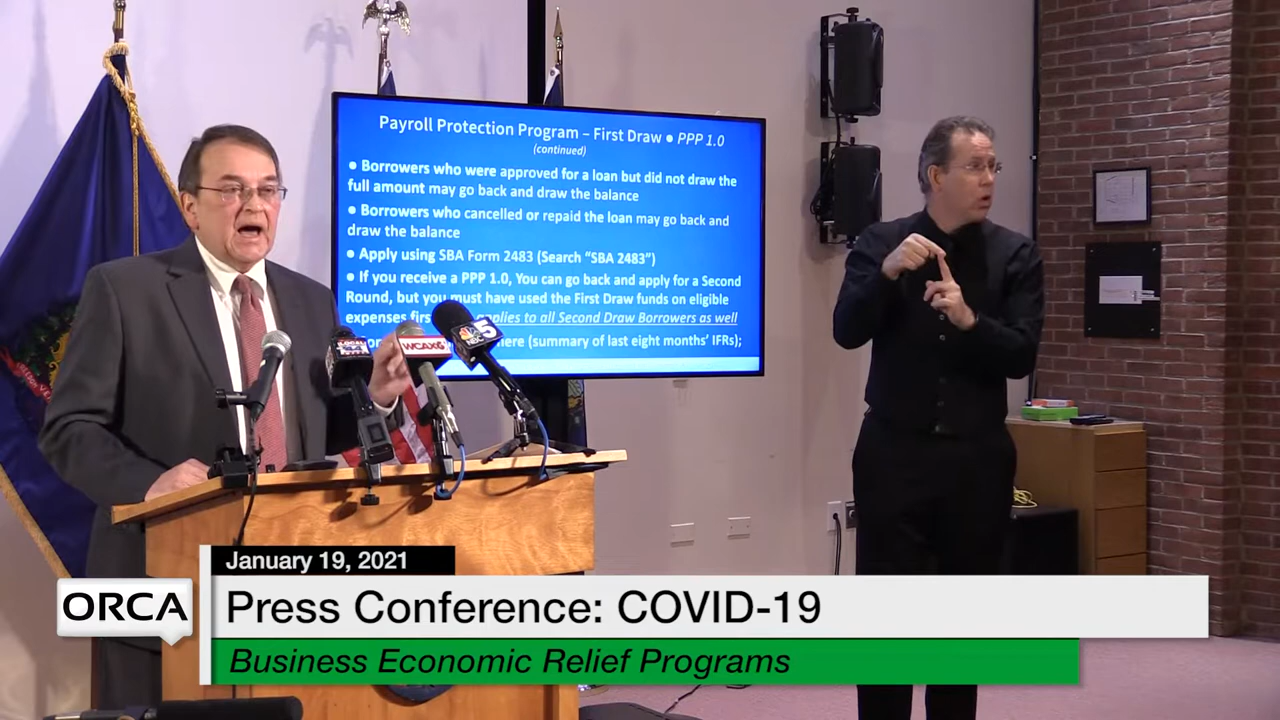 Payroll Protection Program – First Draw ● PPP 1.0
(continued)
● Borrowers who were approved for a loan but did not draw the
full amount may go back and draw the balance
● Borrowers who cancelled or repaid the loan may go back and
draw the balance
● Apply using SBA Form 2483 (Search “SBA 2483”)
● If you receive a PPP 1.0, You can go back and apply for a Second
Round, but you must have used the First Draw funds on eligible
expenses to all Second Draw Borrowers as well
(summary of last eight months’ IFRs);
LOCAL
WCAX
NBC 5
January 19, 2021
ORCA
Press Conference: COVID-19
Business Economic Relief Programs